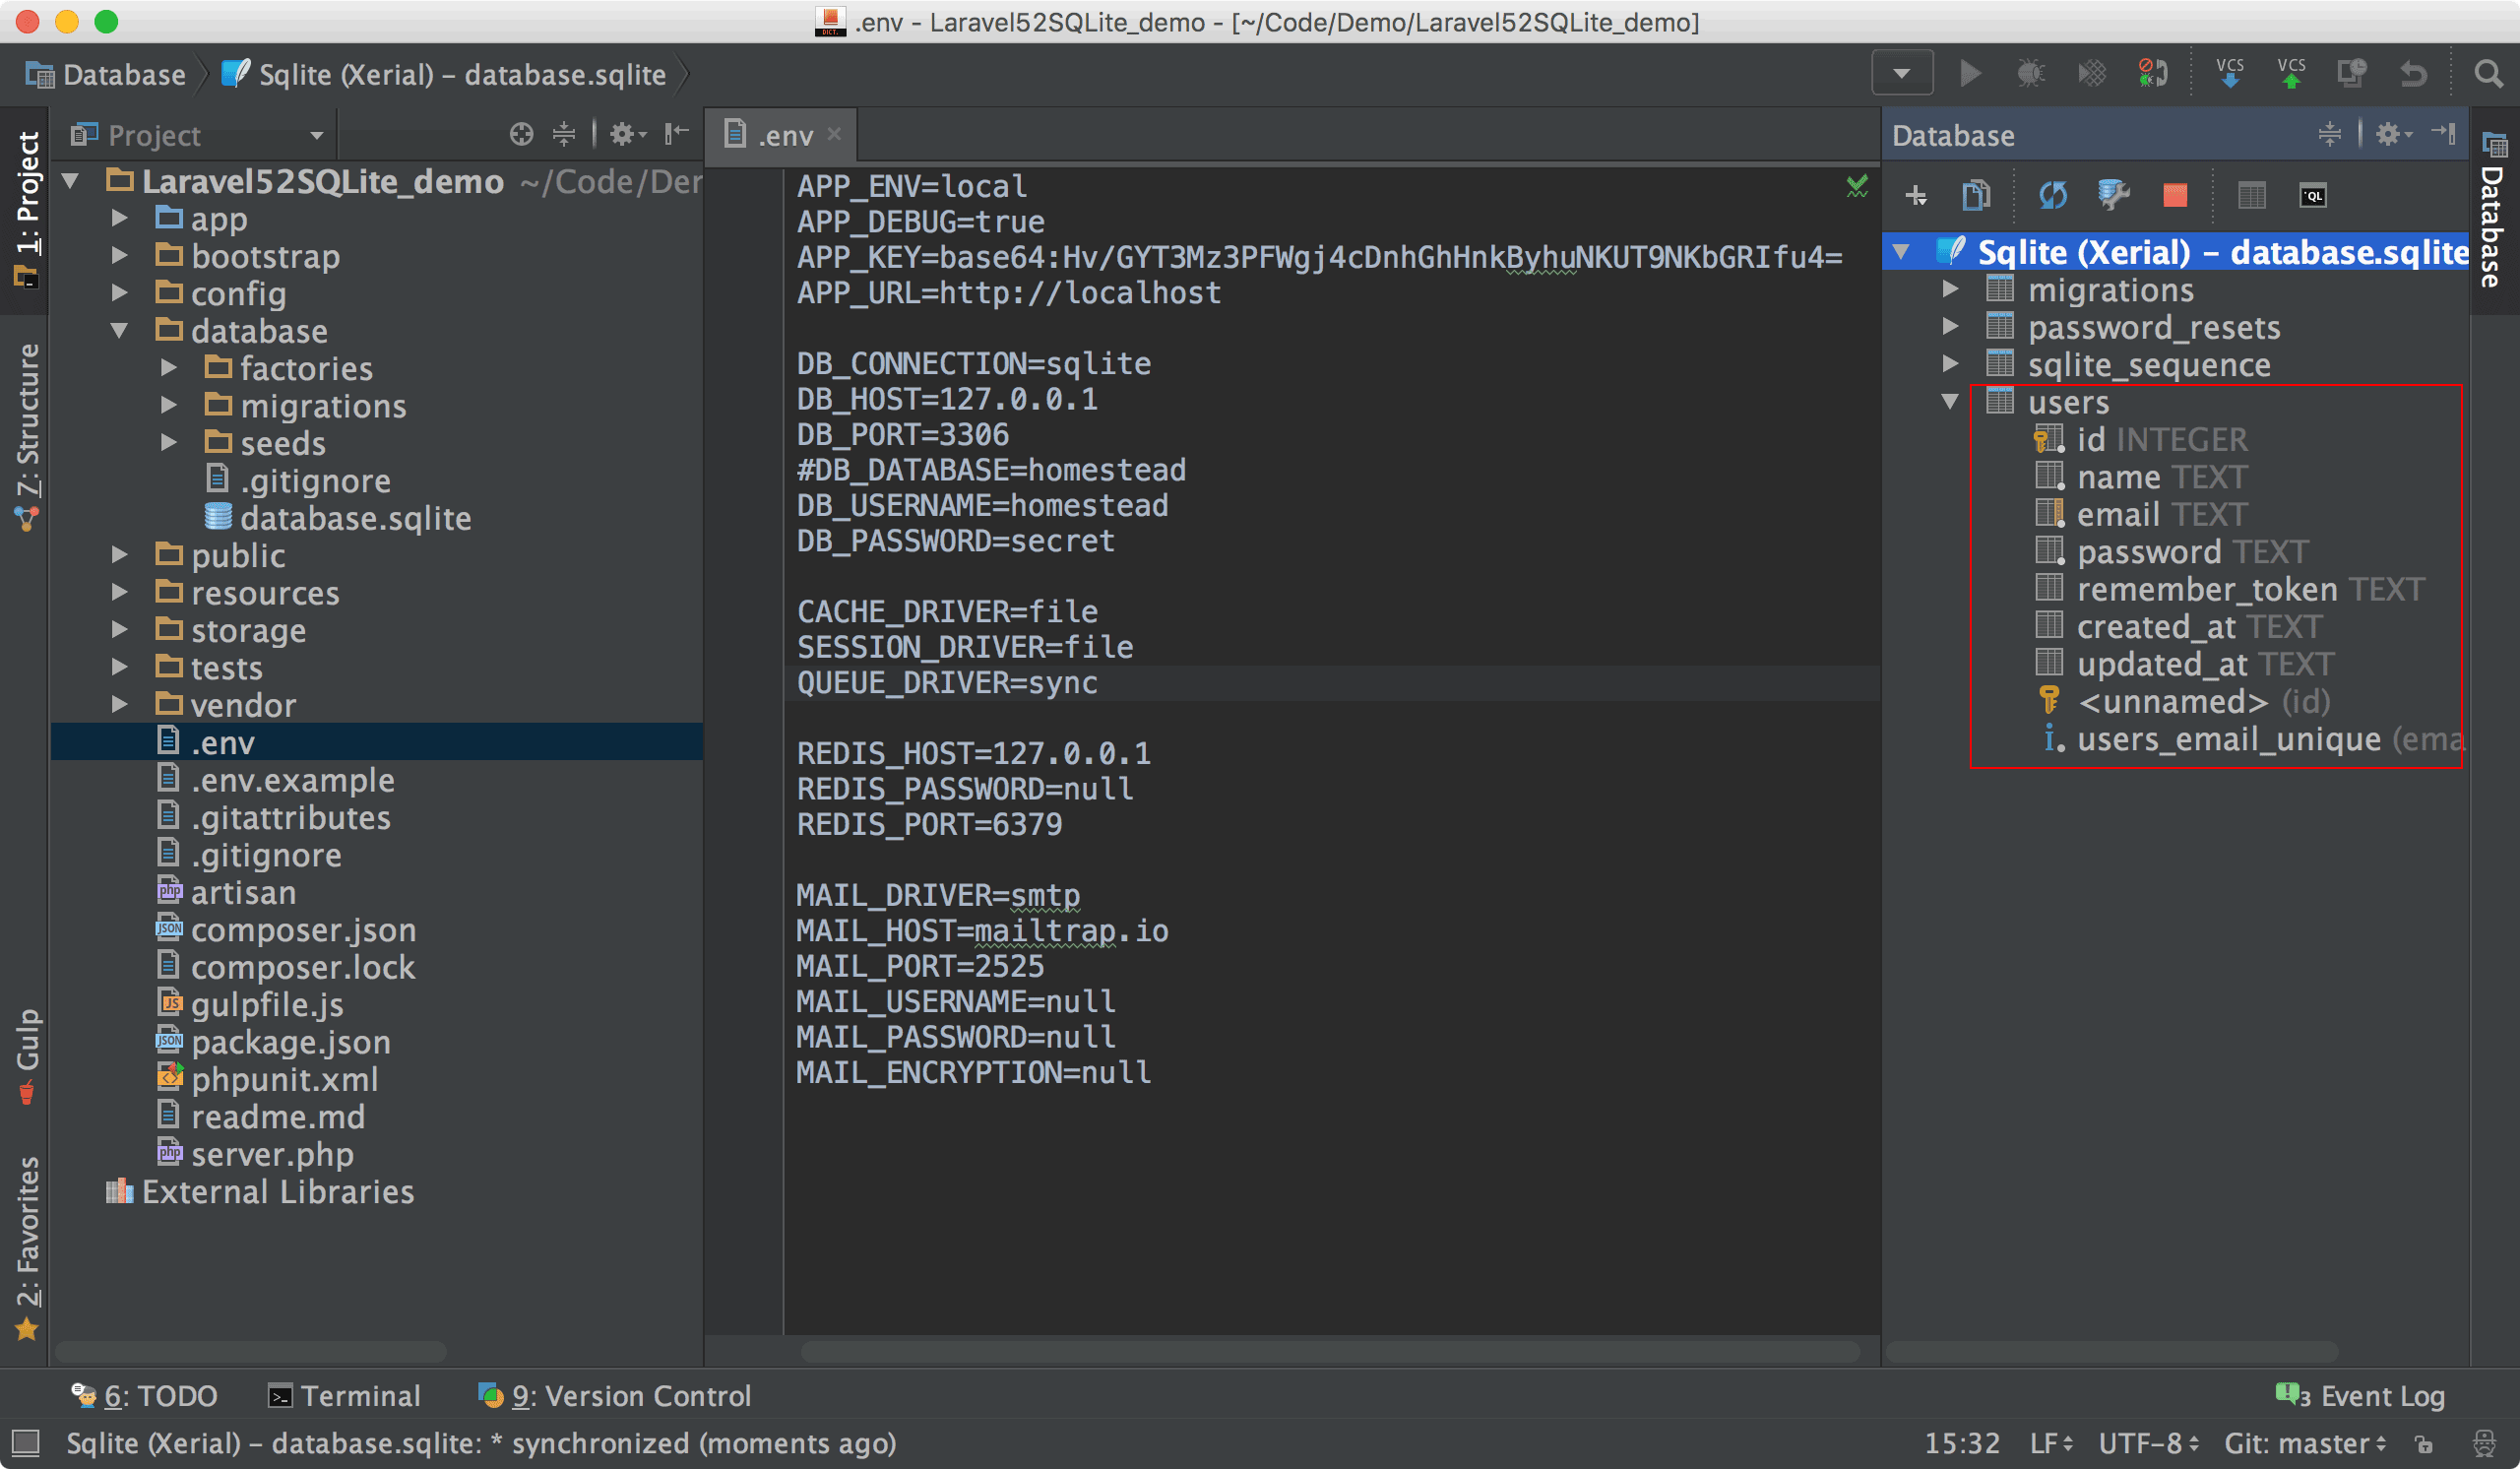 .env - Laravel52SQLite_demo - [~/Code/Demo/Laravel52SQLite_demo]
Database
Sqlite (Xerial) – database.sqlite
VCS
VCS
1: Project
7: Structure
Gulp
2: Favorites
Project
Laravel52SQLite_demo ~/Code/Der
app
bootstrap
config
database
factories
migrations
seeds
.gitignore
database.sqlite
public
resources
storage
tests
vendor
.env
.env.example
.gitattributes
.gitignore
artisan
composer.json
composer.lock
gulpfile.js
package.json
phpunit.xml
readme.md
server.php
External Libraries
.env
APP_ENV=local
APP_DEBUG=true
APP_KEY=base64:Hv/GYT3Mz3PFWgj4cDnhGhHnkByhuNKUT9NKbGRIfu4=
APP_URL=http://localhost
DB_CONNECTION=sqlite
DB_HOST=127.0.0.1
DB_PORT=3306
#DB_DATABASE=homestead
DB_USERNAME=homestead
DB_PASSWORD=secret
CACHE_DRIVER=file
SESSION_DRIVER=file
QUEUE_DRIVER=sync
REDIS_HOST=127.0.0.1
REDIS_PASSWORD=null
REDIS_PORT=6379
MAIL_DRIVER=smtp
MAIL_HOST=mailtrap.io
MAIL_PORT=2525
MAIL_USERNAME=null
MAIL_PASSWORD=null
MAIL_ENCRYPTION=null
Database
Sqlite (Xerial) – database.sqlite
migrations
password_resets
sqlite_sequence
users
id INTEGER
name TEXT
email TEXT
password TEXT
remember_token TEXT
created_at TEXT
updated_at TEXT
<unnamed> (id)
users_email_unique (ema
Database
6: TODO
Terminal
9: Version Control
3 Event Log
Sqlite (Xerial) – database.sqlite: * synchronized (moments ago)
15:32
LF
UTF-8
Git: master